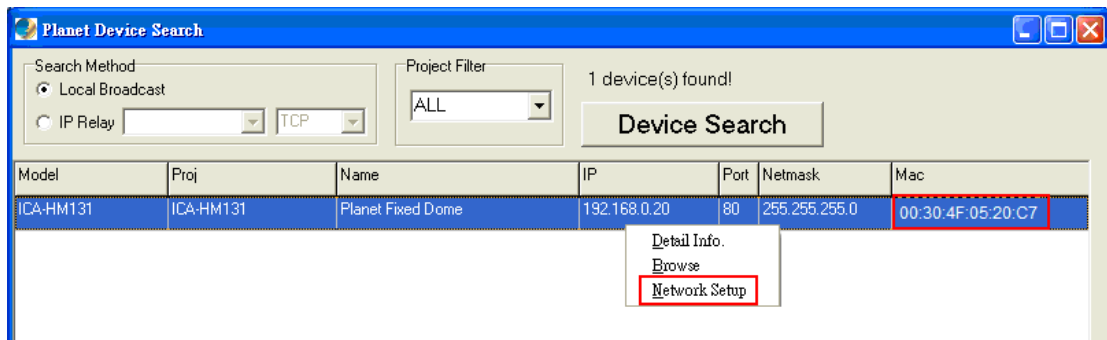 Planet Device Search
Search Method
Local Broadcast
IP Relay TCP
Project Filter
ALL
1 device(s) found!
Device Search
Model Proj Name IP Port Netmask Mac
ICA-HM131 ICA-HM131 Planet Fixed Dome 192.168.0.20 80 255.255.255.0 00:30:4F:05:20:C7
Detail Info.
Browse
Network Setup